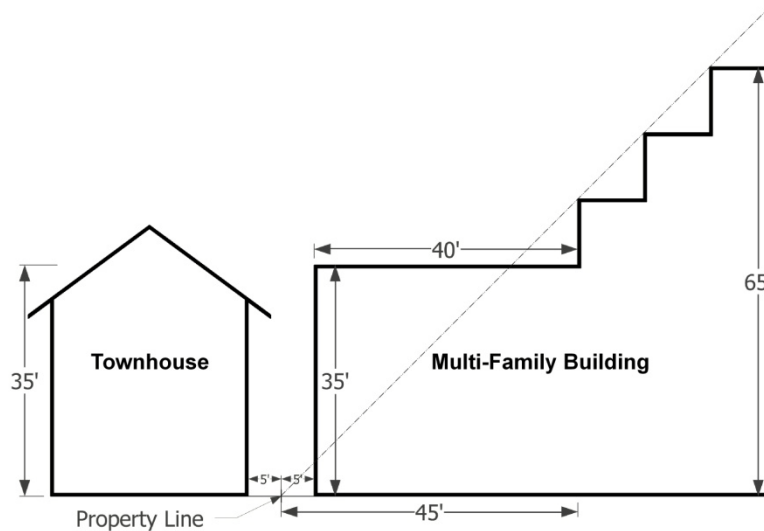 40'
65'
Townhouse
Multi-Family Building
35'
35'
5'
5'
Property Line
45'